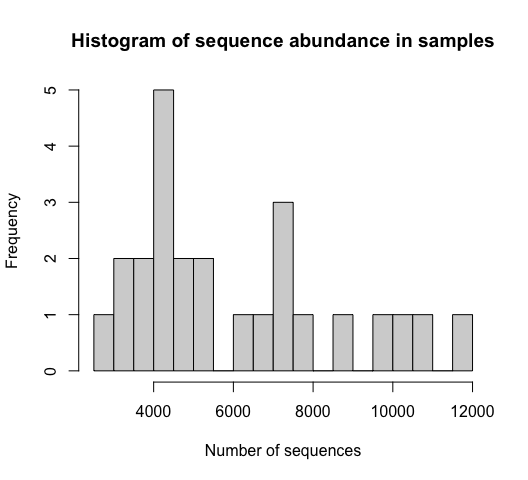 Histogram of sequence abundance in samples
5
4
3
2
1
0
Frequency
4000 6000 8000 10000 12000
Number of sequences